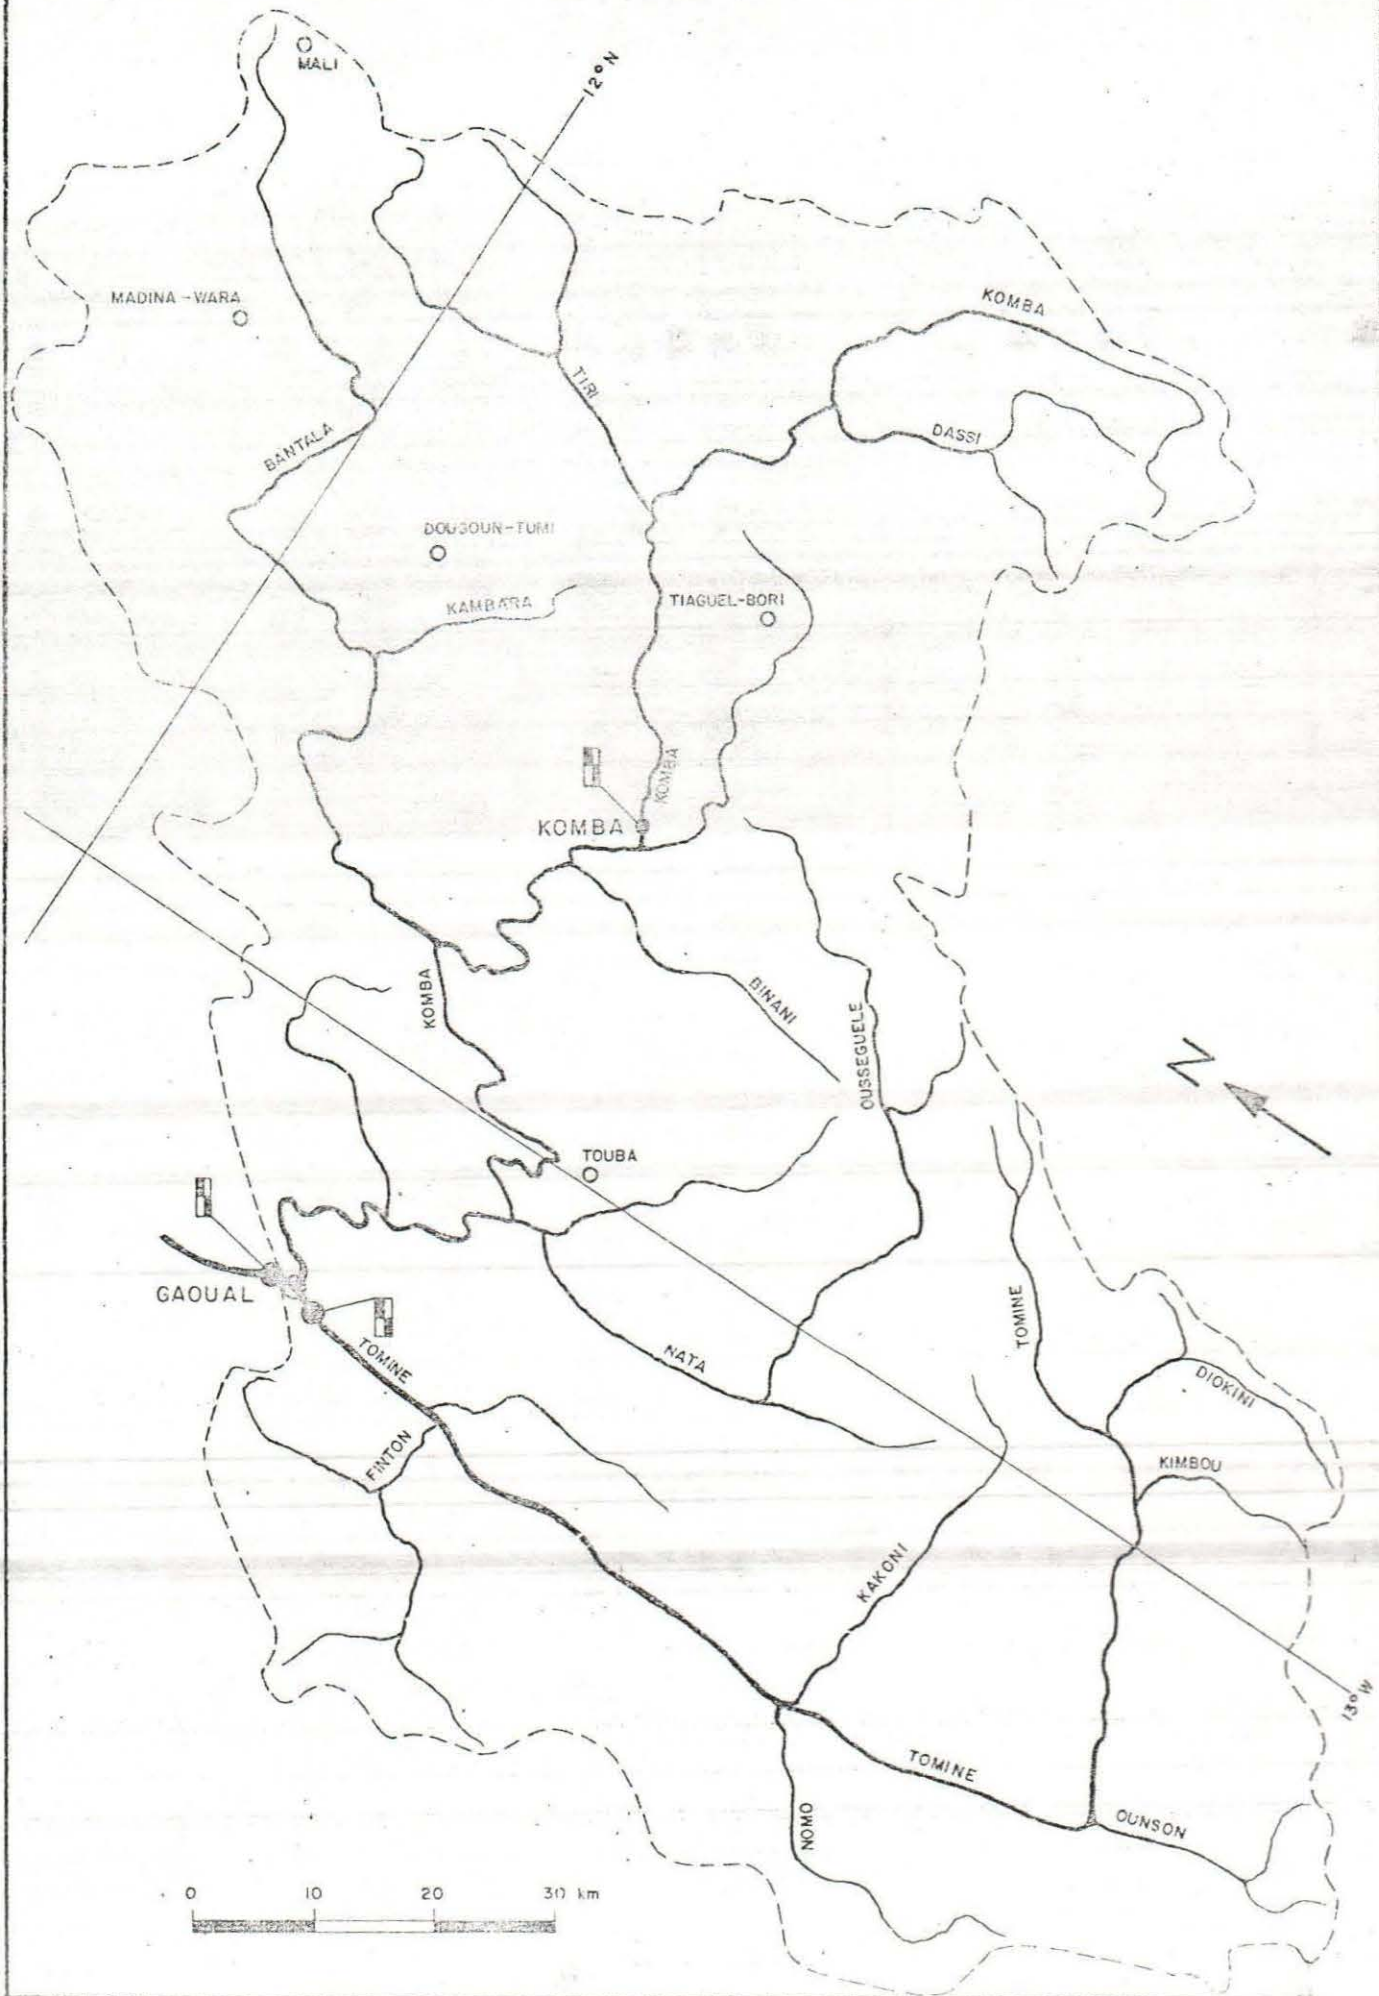 MALI
12° N
MADINA-WARA
KOMBA
TIRI
BANTALA
DASSI
DOUGOUN-TUMI
KAMBARA
TIAGUEL-BORI
KOMBA
KOMBA
KOMBA
BINANI
OUSSEGUELE
N
TOUBA
GAOUAL
TOMINE
TOMINE
NATA
DIOKINI
FINTON
KIMBOU
KAKONI
13° W
TOMINE
NOMO
OUNSON
0 10 20 30 km